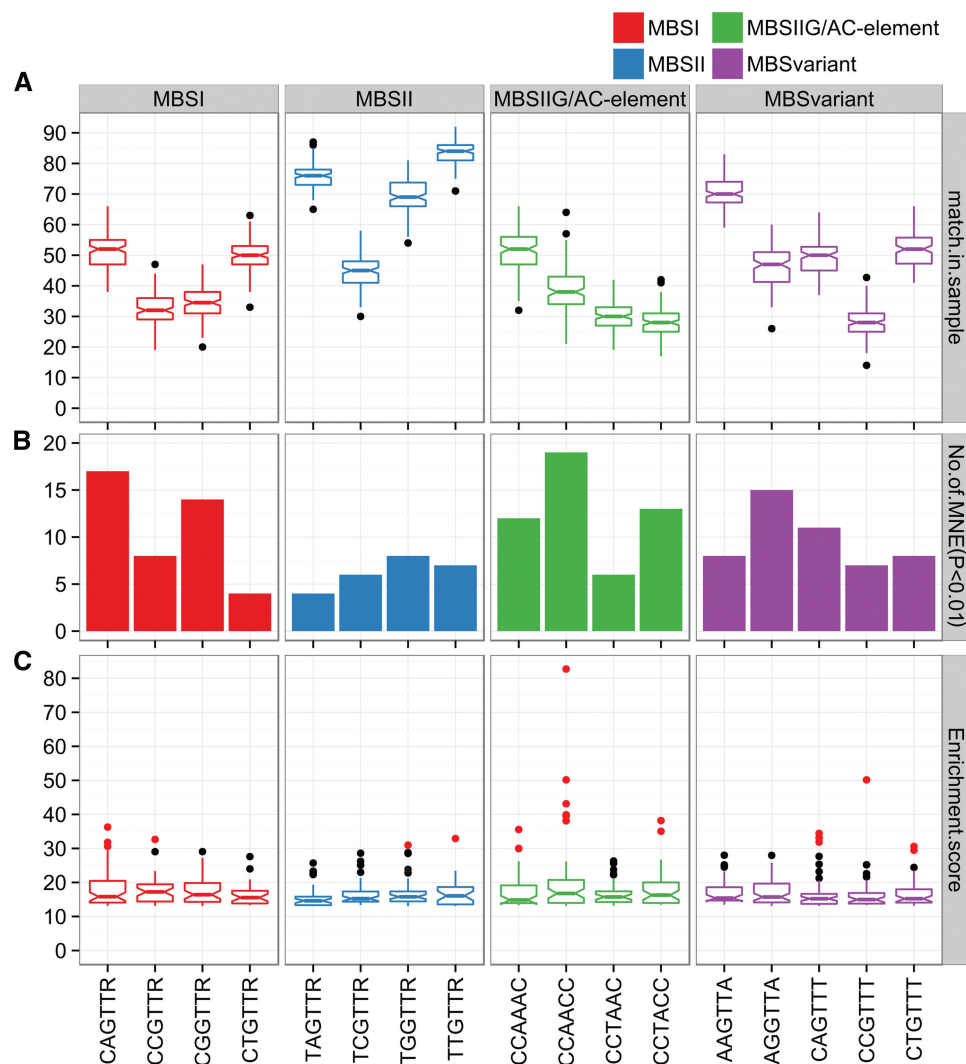 MBSI MBSIIG/AC-element
MBSII MBSvariant
A
MBSI MBSII MBSIIG/AC-element MBSvariant
90
80
70
60
50
40
30
20
10
0
match.in.sample
B
20
15
10
5
0
No.of.MNE(P<0.01)
C
80
70
60
50
40
30
20
10
0
Enrichment.score
CAGTTR
CCGTTR
CGGTTR
CTGTTR
TAGTTR
TCGTTR
TGGTTR
TTGTTR
CCAAAC
CCAACC
CCTAAC
CCTACC
AAGTTA
AGGTTA
CAGTTT
CCGTTT
CTGTTT